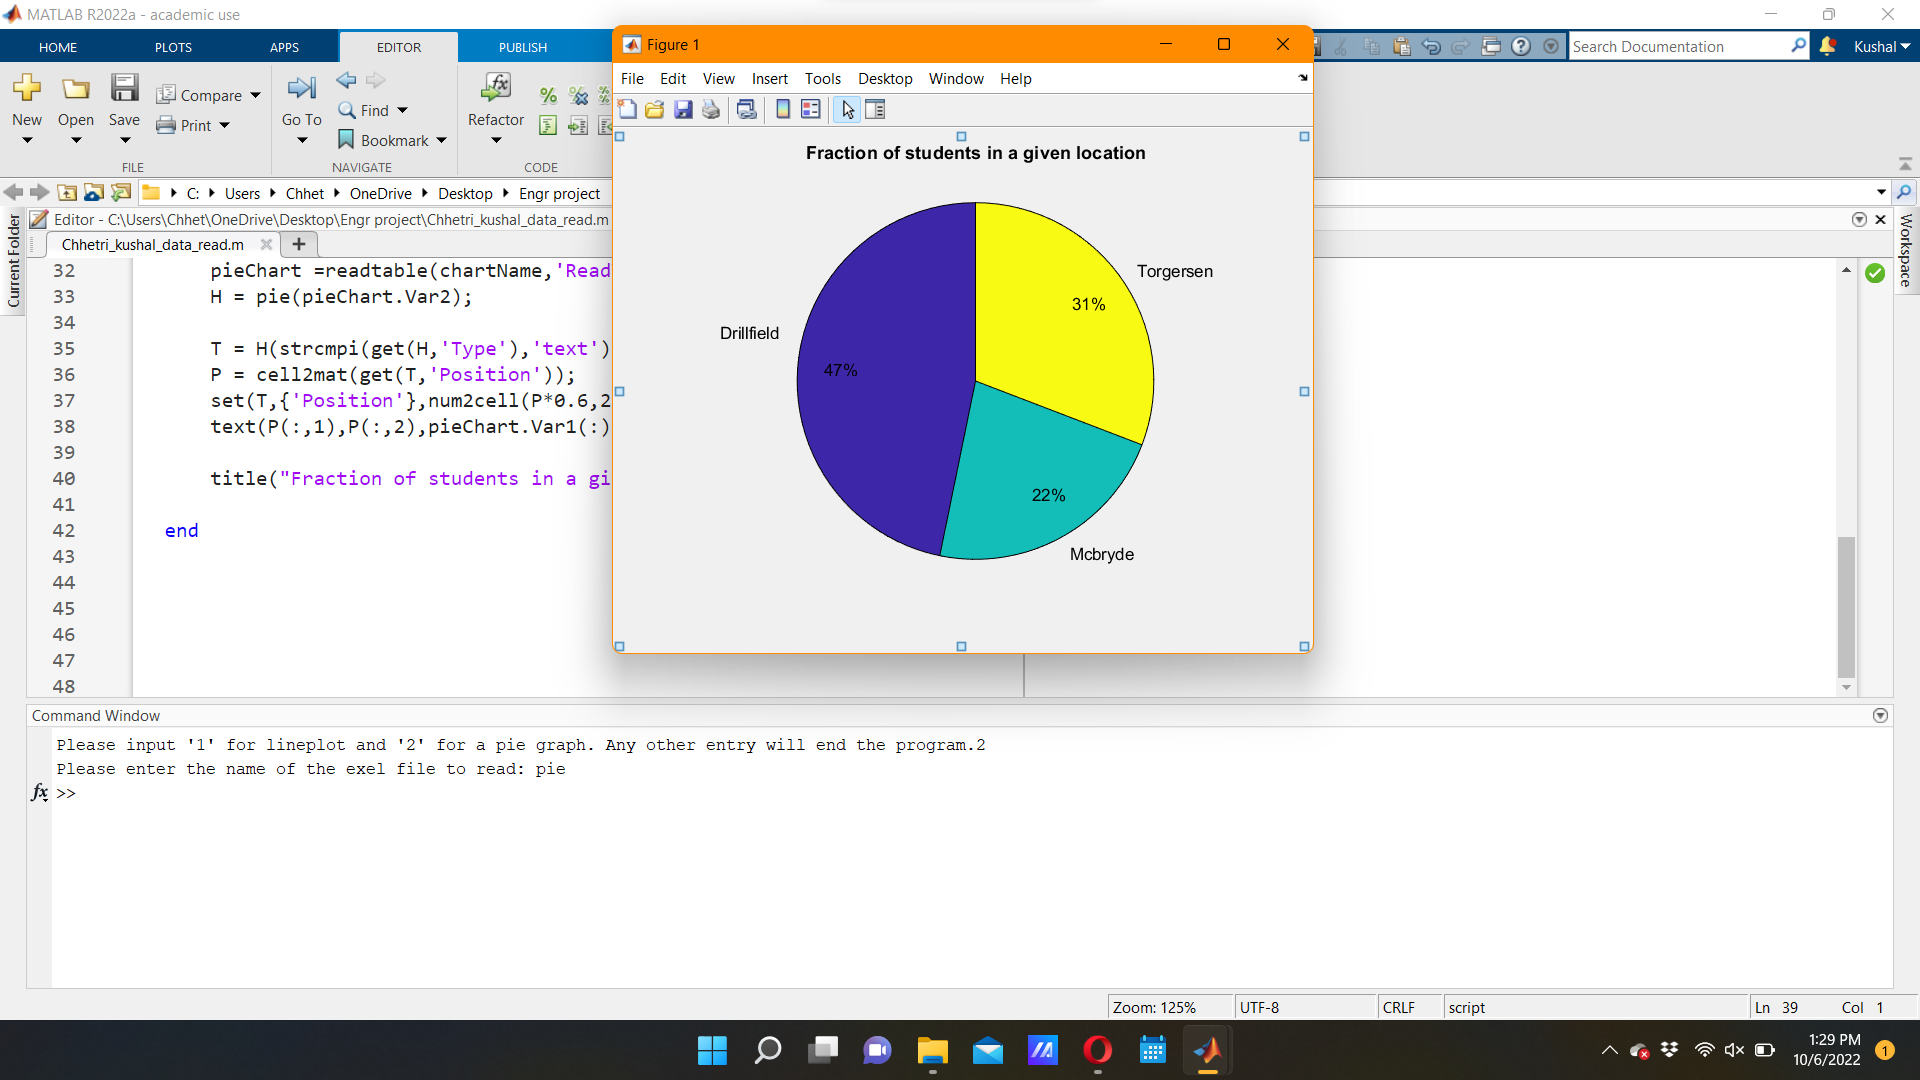 MATLAB R2022a - academic use
HOME PLOTS APPS EDITOR PUBLISH
Search Documentation
Kushal
New
Open
Save
Compare
Print
FILE
Go To
Find
Bookmark
NAVIGATE
Refactor
CODE
C: Users Chhet OneDrive Desktop Engr project
Current Folder
Workspace
Editor - C:\Users\Chhet\OneDrive\Desktop\Engr project\Chhetri_kushal_data_read.m
Chhetri_kushal_data_read.m
32 pieChart =readtable(chartName,'Read
33 H = pie(pieChart.Var2);
34
35 T = H(strcmpi(get(H,'Type'),'text')
36 P = cell2mat(get(T,'Position'));
37 set(T,{'Position'},num2cell(P*0.6,2
38 text(P(:,1),P(:,2),pieChart.Var1(:)
39
40 title("Fraction of students in a gi
41
42 end
43
44
45
46
47
48
Figure 1
File Edit View Insert Tools Desktop Window Help
Fraction of students in a given location
Torgersen
31%
Drillfield
47%
22%
Mcbryde
Command Window
Please input '1' for lineplot and '2' for a pie graph. Any other entry will end the program.2
Please enter the name of the exel file to read: pie
fx >>
Zoom: 125% UTF-8 CRLF script Ln 39 Col 1
1:29 PM
10/6/2022
1